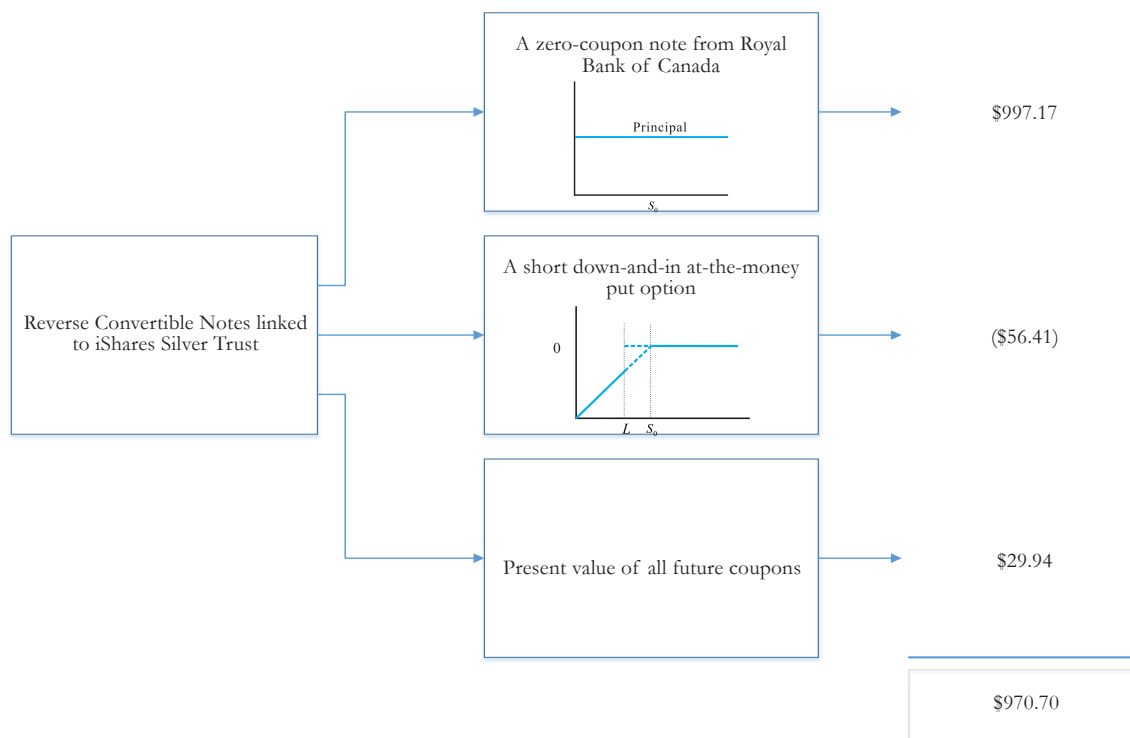 A zero-coupon note from Royal
Bank of Canada
Principal
S₀
$997.17
Reverse Convertible Notes linked
to iShares Silver Trust
A short down-and-in at-the-money
put option
0
L S₀
($56.41)
Present value of all future coupons
$29.94
$970.70